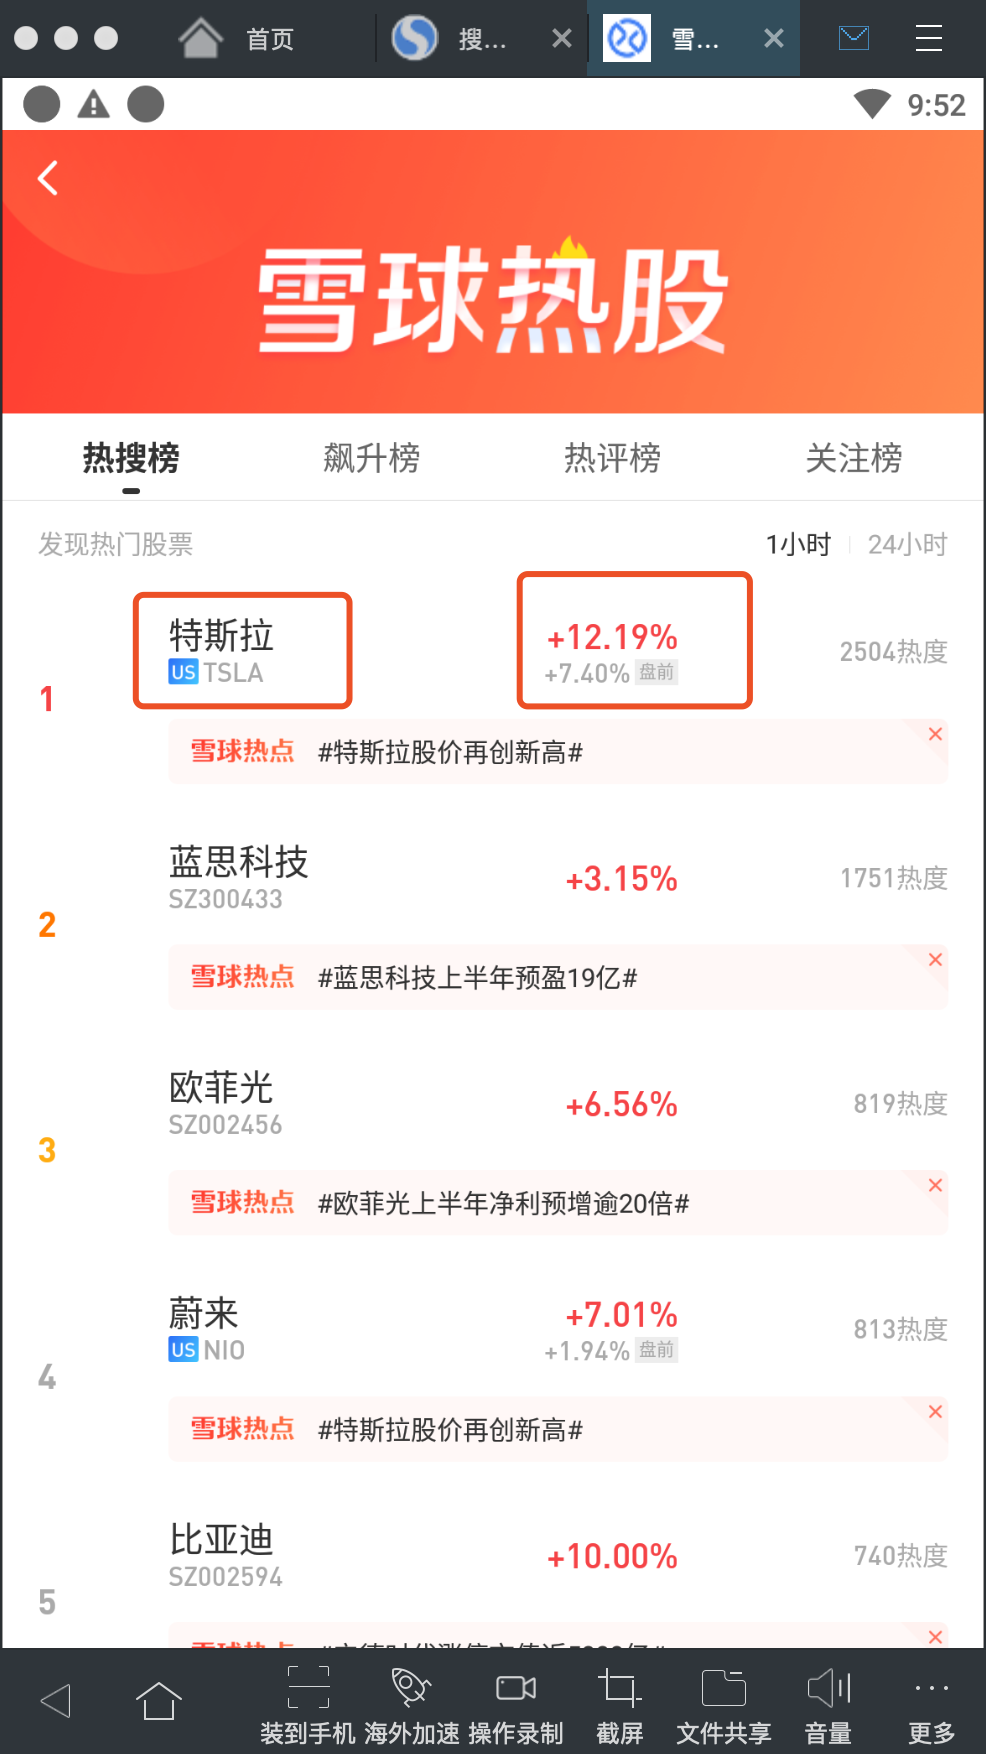 首页
搜...
雪...
9:52
雪球热股
热搜榜 飙升榜 热评榜 关注榜
发现热门股票 1小时 24小时
1
特斯拉 +12.19% 2504热度
US TSLA +7.40% 盘前
雪球热点 #特斯拉股价再创新高#
2
蓝思科技 +3.15% 1751热度
SZ300433
雪球热点 #蓝思科技上半年预盈19亿#
3
欧菲光 +6.56% 819热度
SZ002456
雪球热点 #欧菲光上半年净利预增逾20倍#
4
蔚来 +7.01% 813热度
US NIO +1.94% 盘前
雪球热点 #特斯拉股价再创新高#
5
比亚迪 +10.00% 740热度
SZ002594
雪球热点
装到手机 海外加速 操作录制 截屏 文件共享 音量 更多